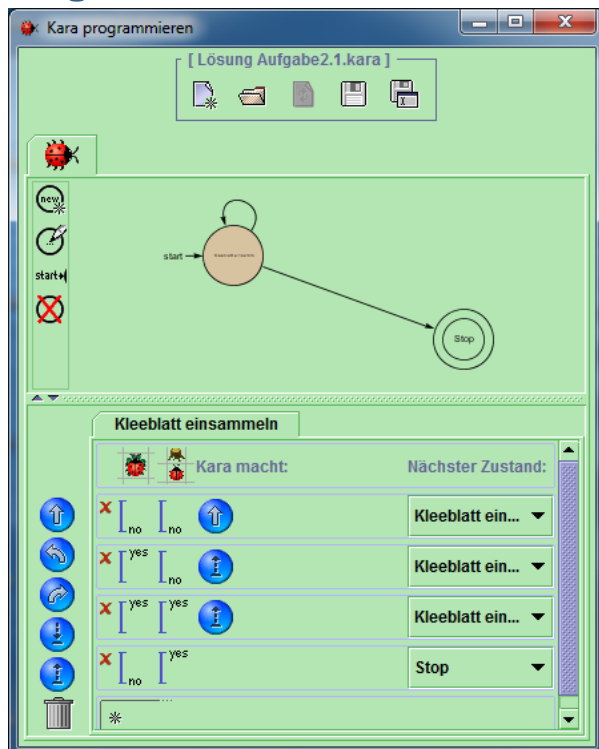 Kara programmieren
[ Lösung Aufgabe2.1.kara ]
new
start
start
Stop
Kleeblatt einsammeln
Kara macht: Nächster Zustand:
no no Kleeblatt ein...
yes no Kleeblatt ein...
yes yes Kleeblatt ein...
no yes Stop
...